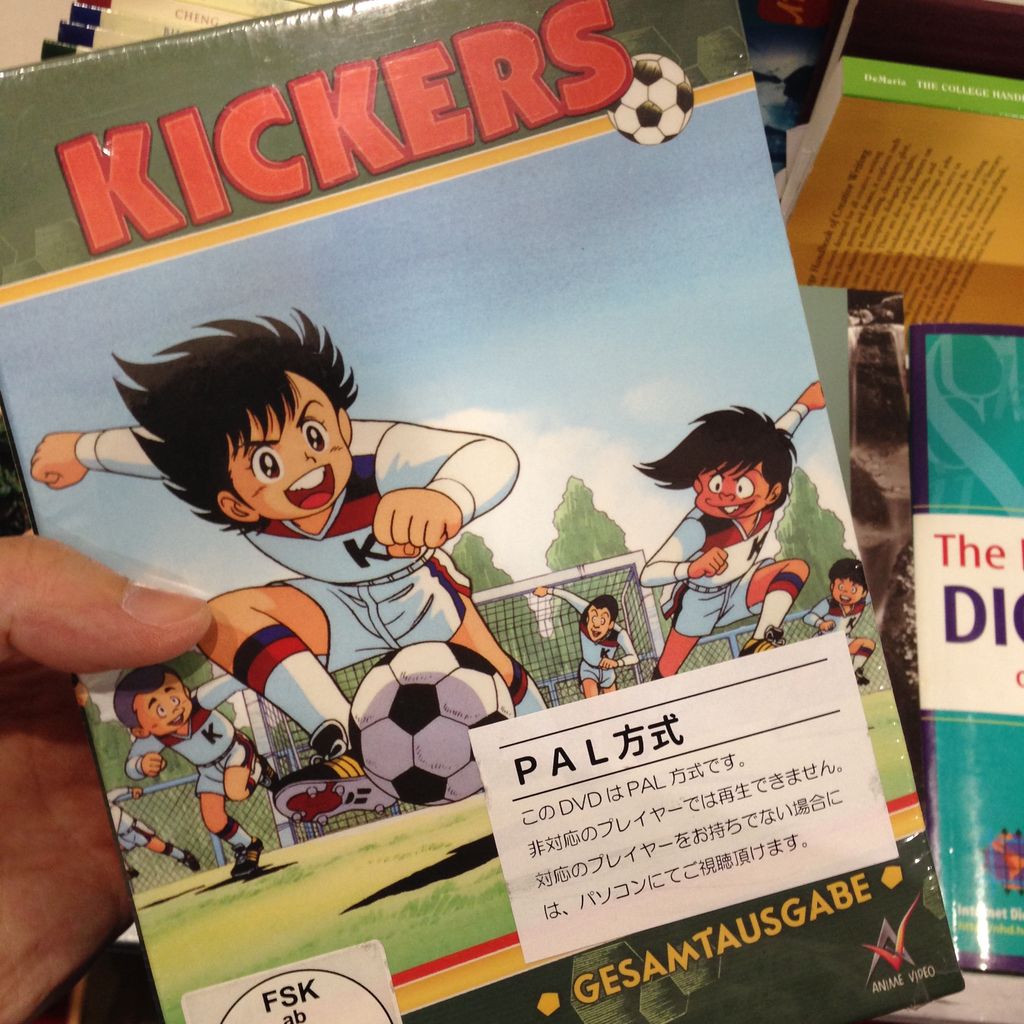 CHENG
KICKERS
DeMaria THE COLLEGE
K
K
PAL方式
このDVDはPAL方式です。
非対応のプレイヤーでは再生できません。
対応のプレイヤーをお持ちでない場合に
は、パソコンにてご視聴頂けます。
GESAMTAUSGABE
ANIME VIDEO
FSK
ab
The